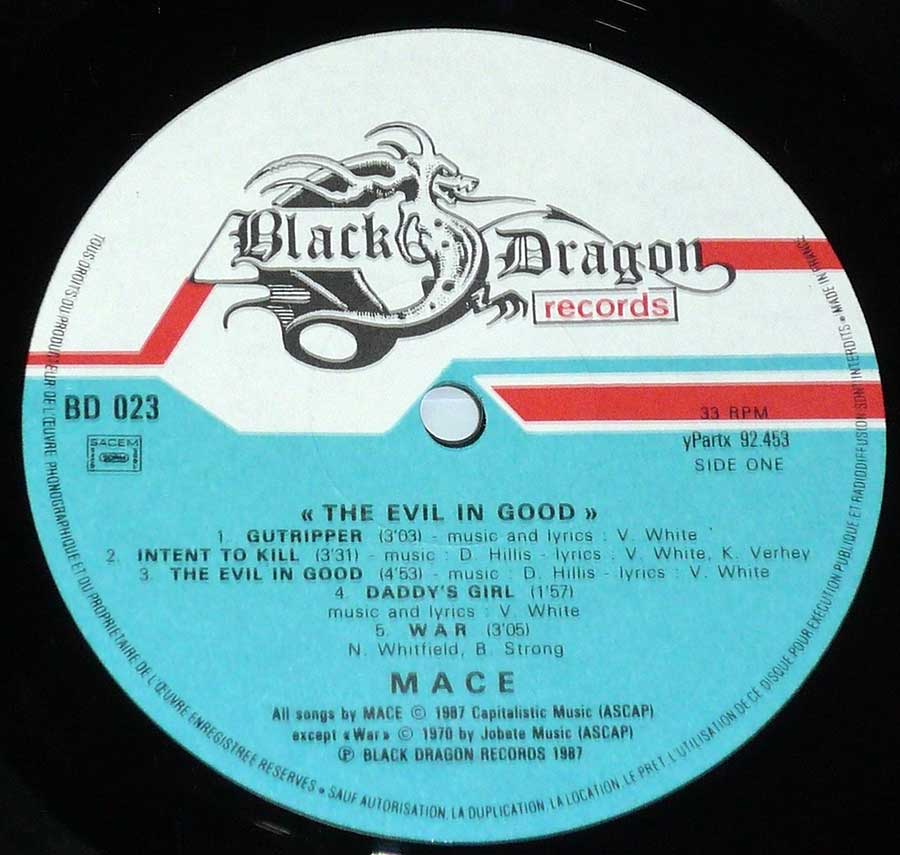 Black Dragon
records
BD 023
SACEM
33 RPM
yPartx 92.453
SIDE ONE
« THE EVIL IN GOOD »
1. GUTRIPPER (3'03) - music and lyrics : V. White
2. INTENT TO KILL (3'31) - music : D. Hillis - lyrics : V. White, K. Verhey
3. THE EVIL IN GOOD (4'53) - music : D. Hillis - lyrics : V. White
4. DADDY'S GIRL (1'57)
music and lyrics : V. White
5. WAR (3'05)
N. Whitfield, B. Strong
MACE
All songs by MACE © 1987 Capitalistic Music (ASCAP)
except «War» © 1970 by Jobate Music (ASCAP)
℗ BLACK DRAGON RECORDS 1987
TOUS DROITS DU PRODUCTEUR DE L'ŒUVRE PHONOGRAPHIQUE ET DU PROPRIETAIRE DE L'ŒUVRE ENREGISTREE RESERVES • SAUF AUTORISATION, LA DUPLICATION, LA LOCATION, LE PRET, L'UTILISATION DE CE DISQUE POUR EXECUTION PUBLIQUE ET RADIODIFFUSION SONT INTERDITS • MADE IN FRANCE